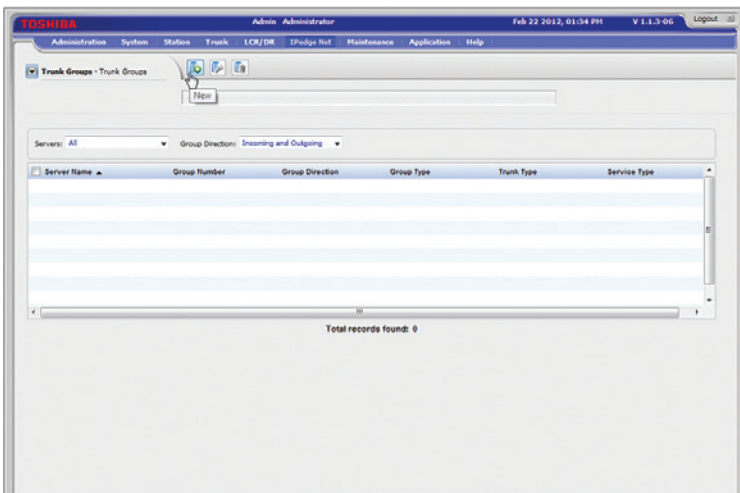 TOSHIBA Admin Administrator Feb 22 2012, 01:34 PM V 1.1.3-06 Logout
Administration System Station Trunk LCR/DR IPedge Net Maintenance Application Help
Trunk Groups - Trunk Groups
New
Servers: All Group Direction: Incoming and Outgoing
Server Name Group Number Group Direction Group Type Trunk Type Service Type
Total records found: 0